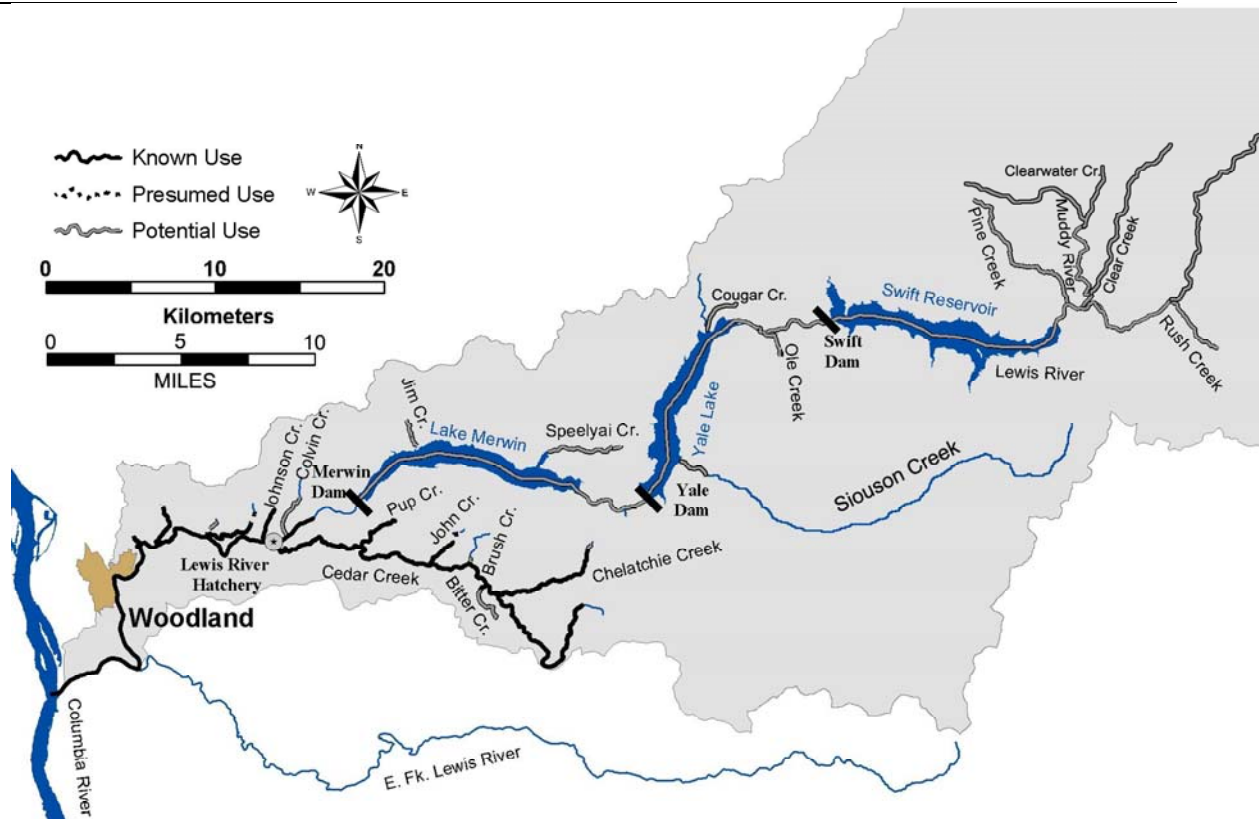 Known Use
Presumed Use
Potential Use
N
W
E
S
0
10
20
Kilometers
0
5
10
MILES
Clearwater Cr.
Pine Creek
Muddy River
Clear Creek
Rush Creek
Cougar Cr.
Swift Reservoir
Swift
Dam
Ole Creek
Lewis River
Jim Cr.
Lake Merwin
Speelyai Cr.
Yale Lake
Johnson Cr.
Colvin Cr.
Merwin
Dam
Yale
Dam
Siouson Creek
Pup Cr.
John Cr.
Brush Cr.
Lewis River
Hatchery
Cedar Creek
Bitter Cr.
Chelatchie Creek
Woodland
Columbia River
E. Fk. Lewis River